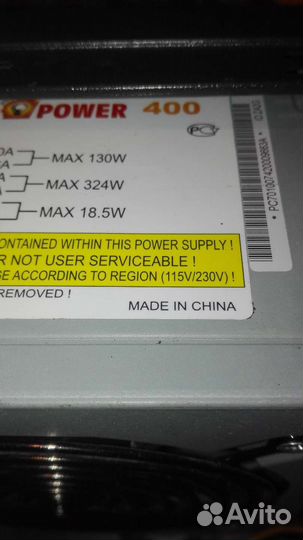 POWER 400
MAX 130W
MAX 324W
MAX 18.5W
CONTAINED WITHIN THIS POWER SUPPLY !
R NOT USER SERVICEABLE !
GE ACCORDING TO REGION (115V/230V) !
REMOVED !
MADE IN CHINA
Avito